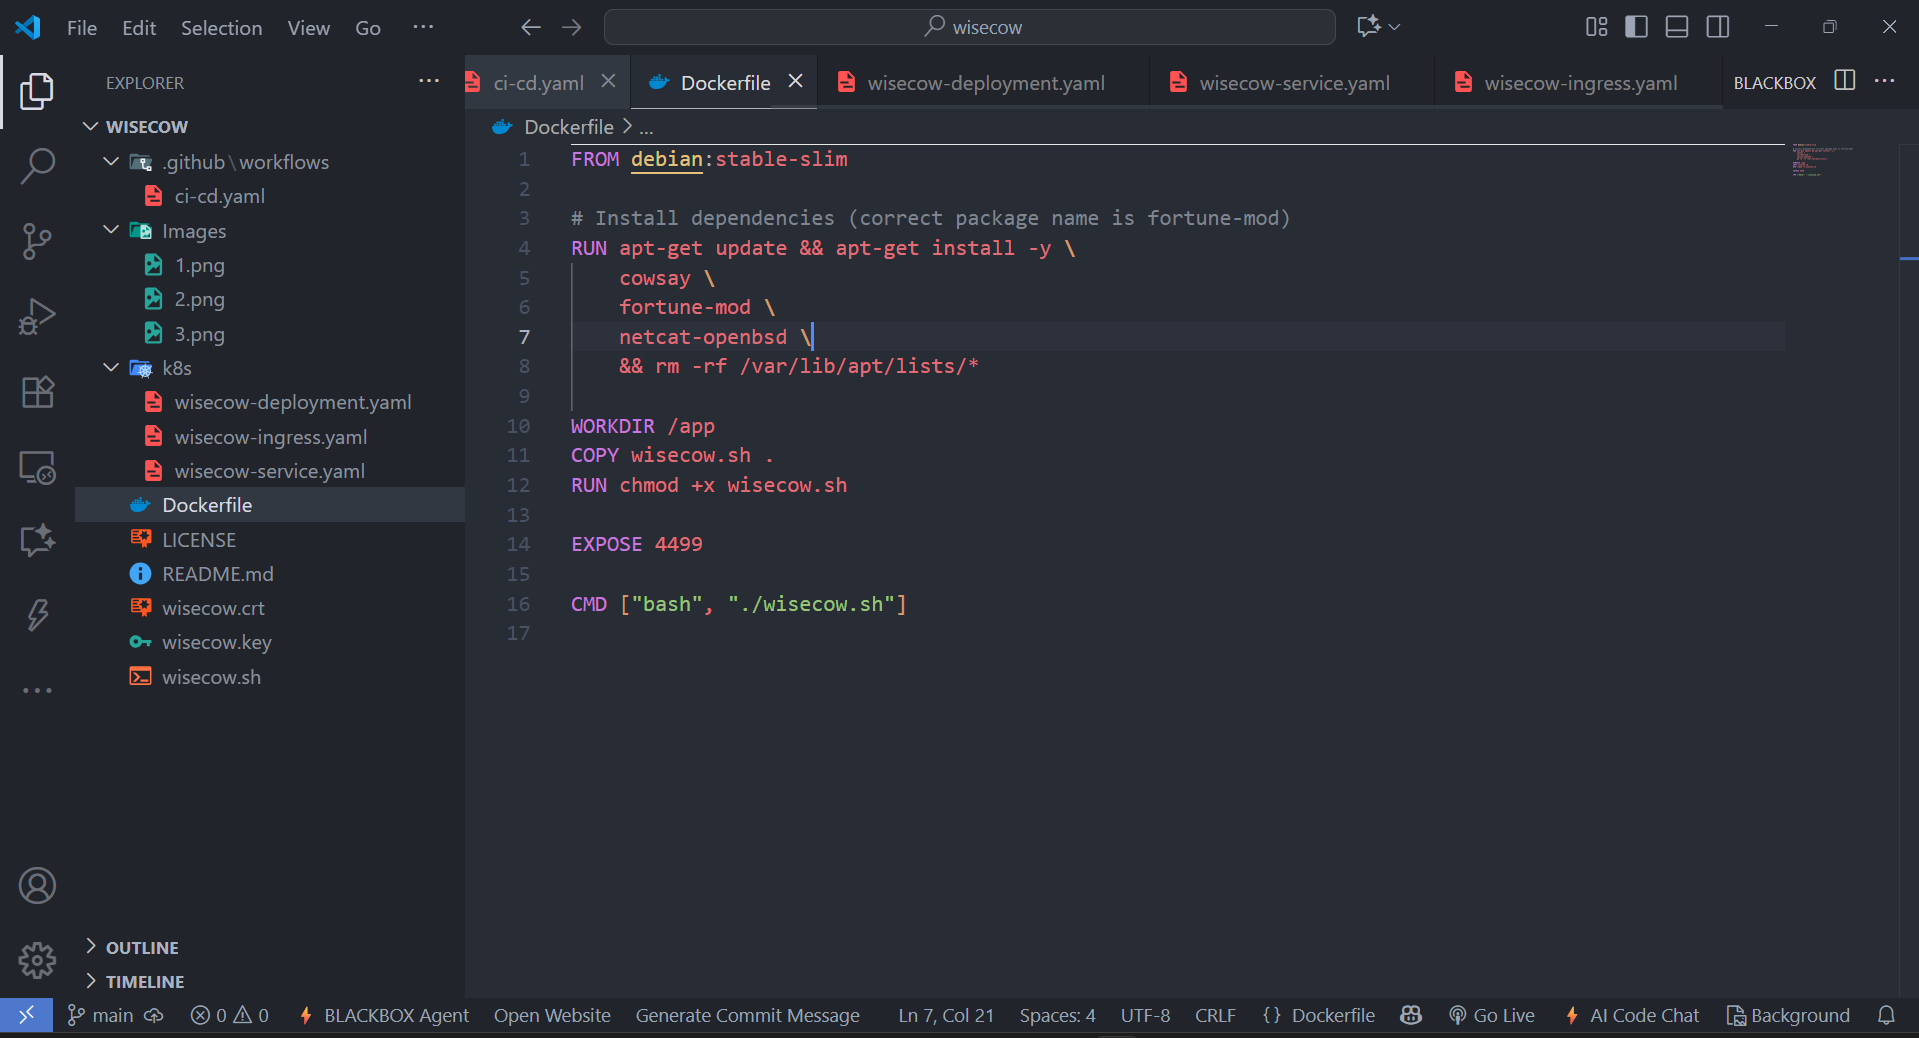 File Edit Selection View Go ···
wisecow
EXPLORER ···
WISECOW
.github\workflows
ci-cd.yaml
Images
1.png
2.png
3.png
k8s
wisecow-deployment.yaml
wisecow-ingress.yaml
wisecow-service.yaml
Dockerfile
LICENSE
README.md
wisecow.crt
wisecow.key
wisecow.sh
OUTLINE
TIMELINE
ci-cd.yaml Dockerfile wisecow-deployment.yaml wisecow-service.yaml wisecow-ingress.yaml BLACKBOX ···
Dockerfile > ...
1 FROM debian:stable-slim
2
3 # Install dependencies (correct package name is fortune-mod)
4 RUN apt-get update && apt-get install -y \
5 cowsay \
6 fortune-mod \
7 netcat-openbsd \
8 && rm -rf /var/lib/apt/lists/*
9
10 WORKDIR /app
11 COPY wisecow.sh .
12 RUN chmod +x wisecow.sh
13
14 EXPOSE 4499
15
16 CMD ["bash", "./wisecow.sh"]
17
main 0 0 BLACKBOX Agent Open Website Generate Commit Message Ln 7, Col 21 Spaces: 4 UTF-8 CRLF {} Dockerfile Go Live AI Code Chat Background